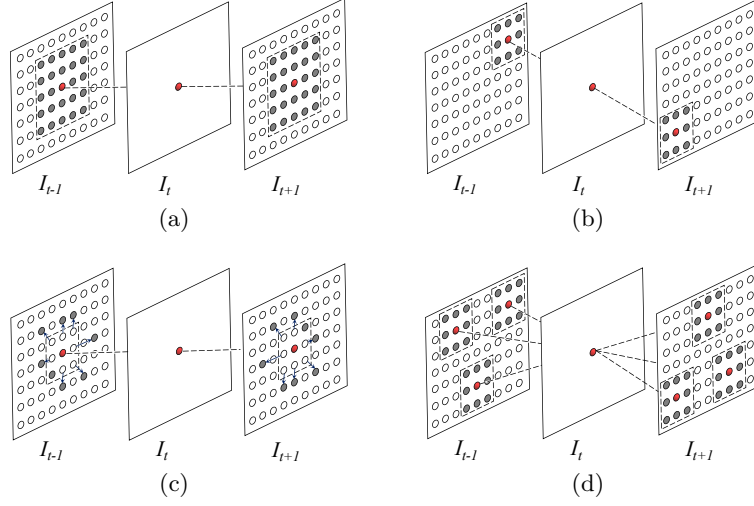 I_{t-1} I_t I_{t+1}
(a)
I_{t-1} I_t I_{t+1}
(b)
I_{t-1} I_t I_{t+1}
(c)
I_{t-1} I_t I_{t+1}
(d)